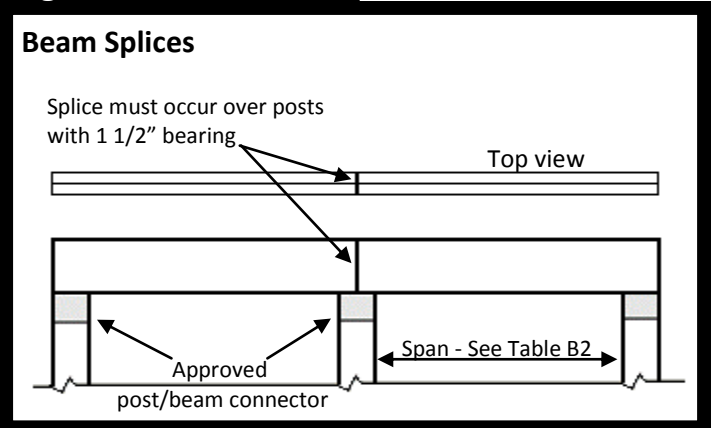 Beam Splices
Splice must occur over posts
with 1 1/2” bearing
Top view
Span - See Table B2
Approved
post/beam connector